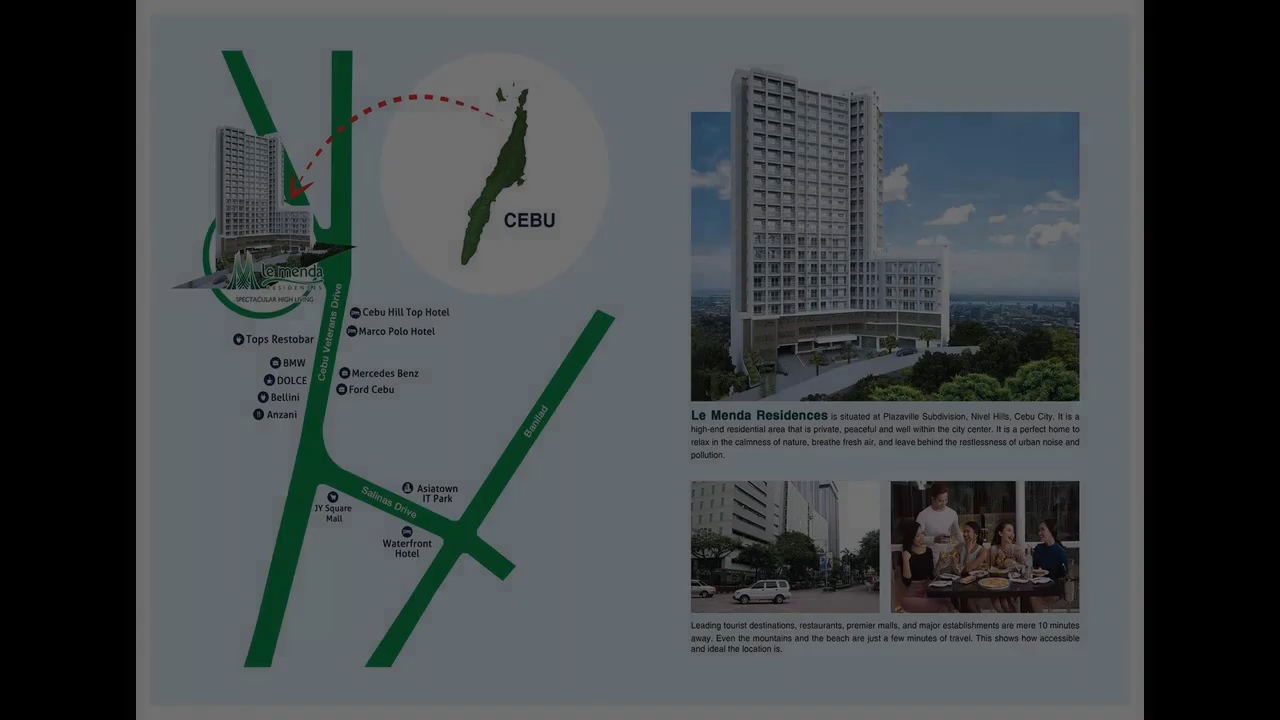 CEBU
le menda
RESIDENCES
SPECTACULAR HIGH LIVING
Cebu Veterans Drive
Cebu Hill Top Hotel
Marco Polo Hotel
Tops Restobar
BMW
DOLCE
Bellini
Anzani
Mercedes Benz
Ford Cebu
Banilad
Salinas Drive
Asiatown
IT Park
JY Square
Mall
Waterfront
Hotel
Le Menda Residences is situated at Plazaville Subdivision, Nivel Hills, Cebu City. It is a
high-end residential area that is private, peaceful and well within the city center. It is a perfect home to
relax in the calmness of nature, breathe fresh air, and leave behind the restlessness of urban noise and
pollution.
Leading tourist destinations, restaurants, premier malls, and major establishments are mere 10 minutes
away. Even the mountains and the beach are just a few minutes of travel. This shows how accessible
and ideal the location is.